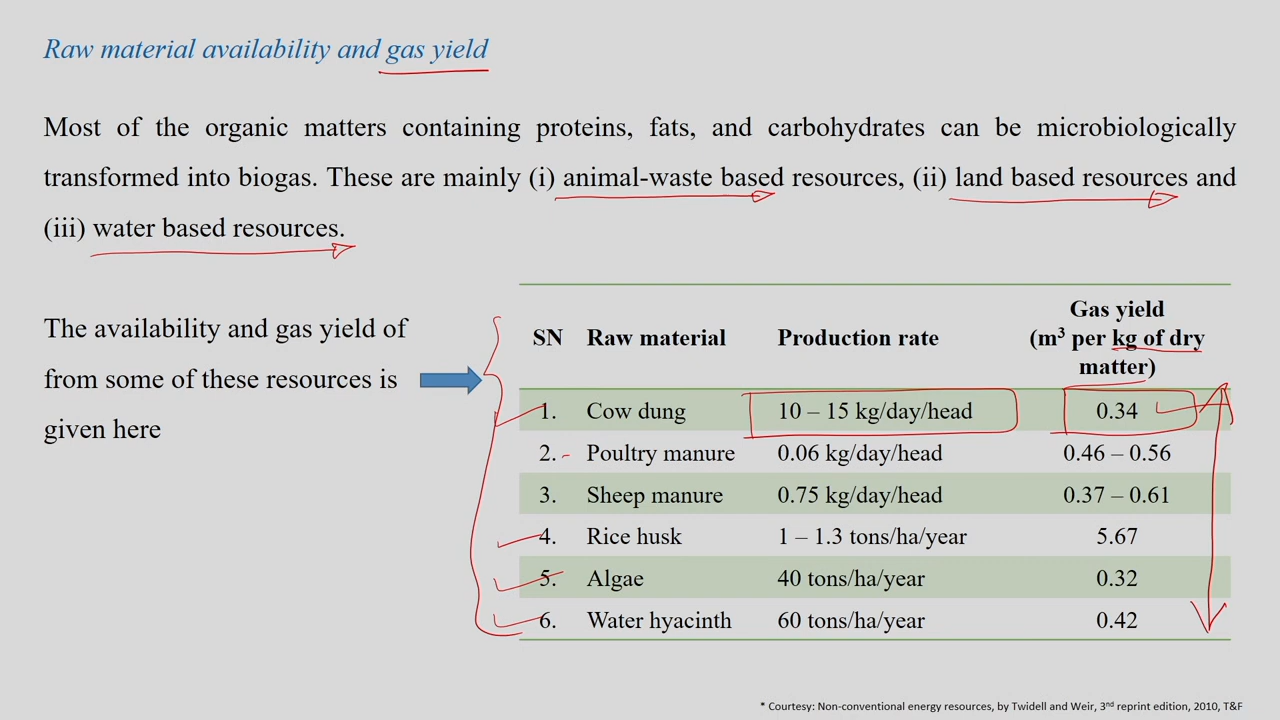 Raw material availability and gas yield
Most of the organic matters containing proteins, fats, and carbohydrates can be microbiologically
transformed into biogas. These are mainly (i) animal-waste based resources, (ii) land based resources and
(iii) water based resources.
The availability and gas yield of
from some of these resources is
given here
SN Raw material Production rate Gas yield (m³ per kg of dry matter)
1. Cow dung 10 – 15 kg/day/head 0.34
2. Poultry manure 0.06 kg/day/head 0.46 – 0.56
3. Sheep manure 0.75 kg/day/head 0.37 – 0.61
4. Rice husk 1 – 1.3 tons/ha/year 5.67
5. Algae 40 tons/ha/year 0.32
6. Water hyacinth 60 tons/ha/year 0.42
* Courtesy: Non-conventional energy resources, by Twidell and Weir, 3rd reprint edition, 2010, T&F